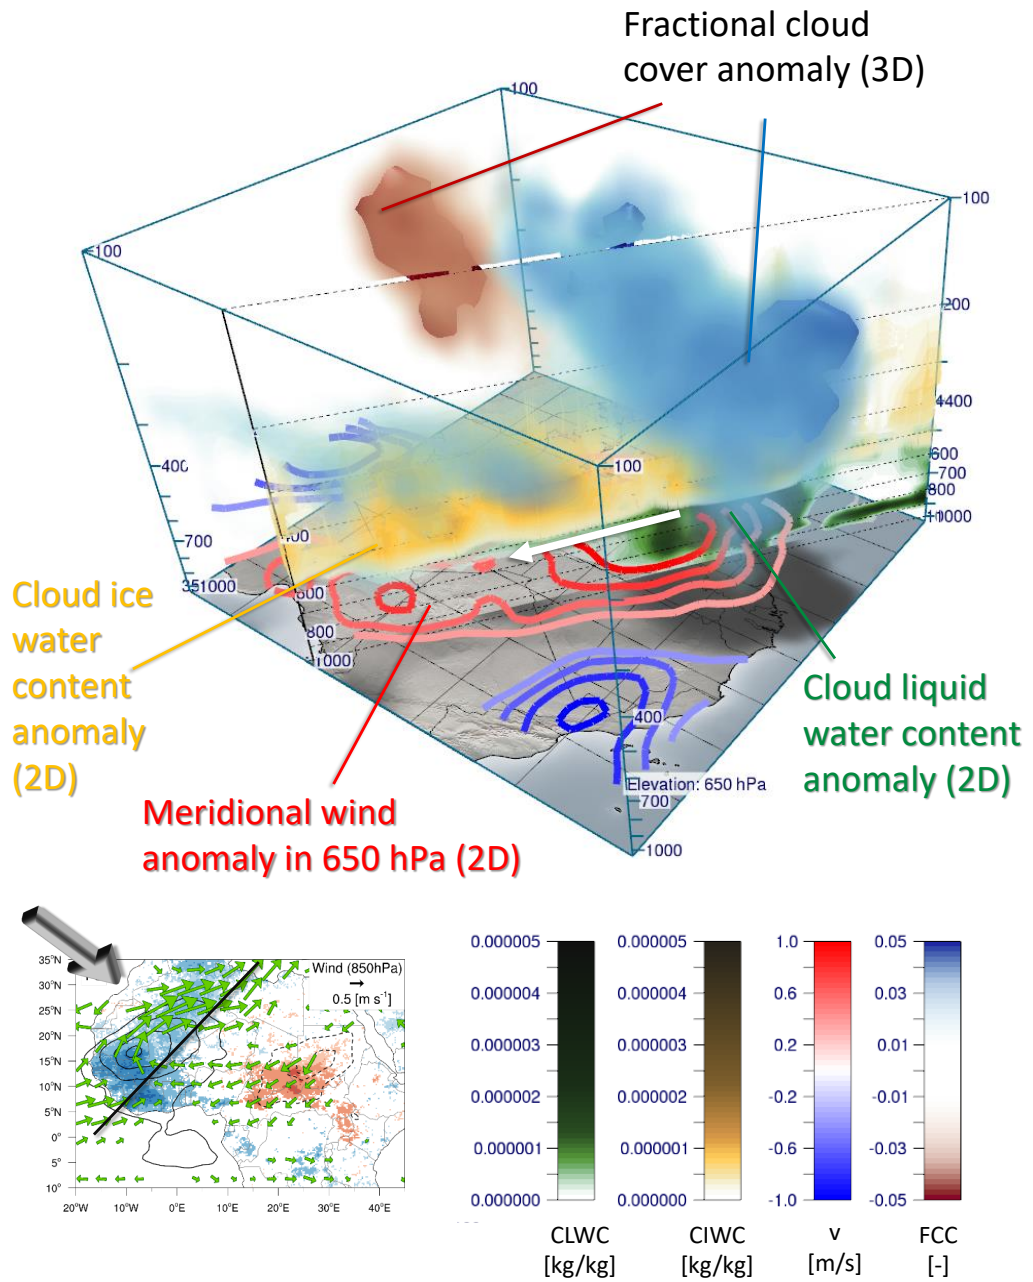 Fractional cloud
cover anomaly (3D)
100
100
100
200
400
100
600
700
800
1000
400
400
700
351000
600
800
1000
Cloud ice
water
content
anomaly
(2D)
400
Cloud liquid
water content
anomaly (2D)
Elevation: 650 hPa
700
1000
Meridional wind
anomaly in 650 hPa (2D)
35°N
30°N
25°N
20°N
15°N
10°N
5°N
0°
5°
10°
20°W
10°W
0°E
10°E
20°E
30°E
40°E
Wind (850hPa)
0.5 [m s⁻¹]
0.000005
0.000004
0.000003
0.000002
0.000001
0.000000
CLWC
[kg/kg]
0.000005
0.000004
0.000003
0.000002
0.000001
0.000000
CIWC
[kg/kg]
1.0
0.6
0.2
-0.2
-0.6
-1.0
v
[m/s]
0.05
0.03
0.01
-0.01
-0.03
-0.05
FCC
[-]